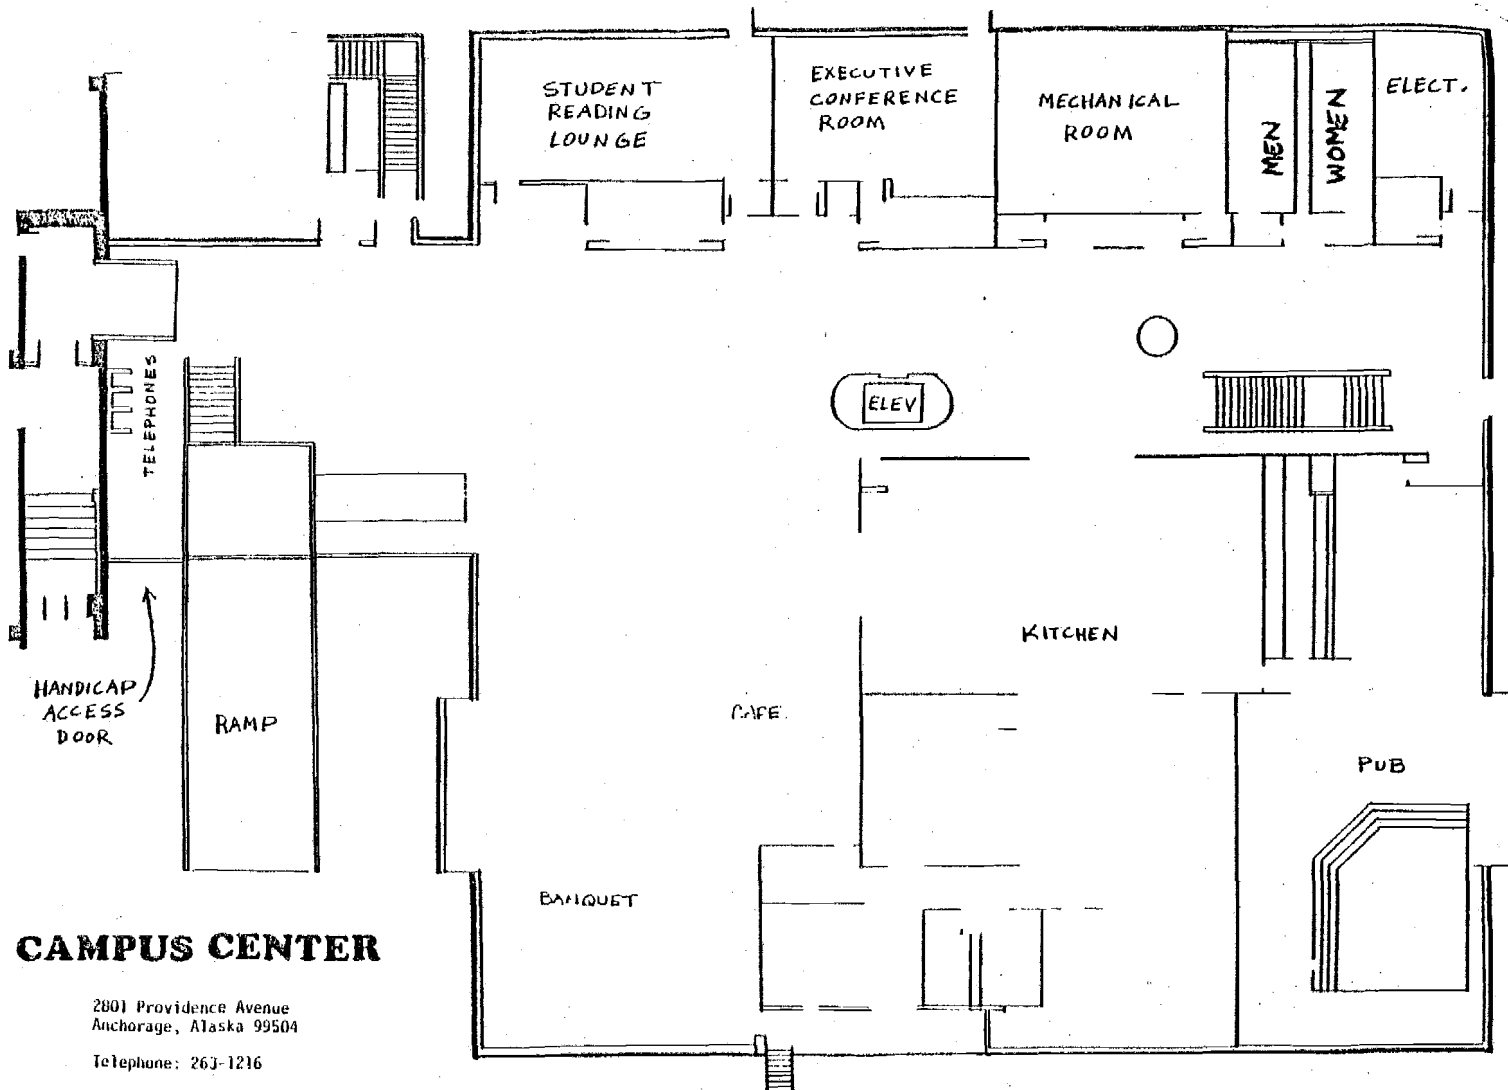 STUDENT
READING
LOUNGE
EXECUTIVE
CONFERENCE
ROOM
MECHANICAL
ROOM
MEN
WOMEN
ELECT.
TELEPHONES
ELEV
HANDICAP
ACCESS
DOOR
RAMP
CAFE
KITCHEN
PUB
BANQUET
CAMPUS CENTER
2801 Providence Avenue
Anchorage, Alaska 99504
Telephone: 263-1216